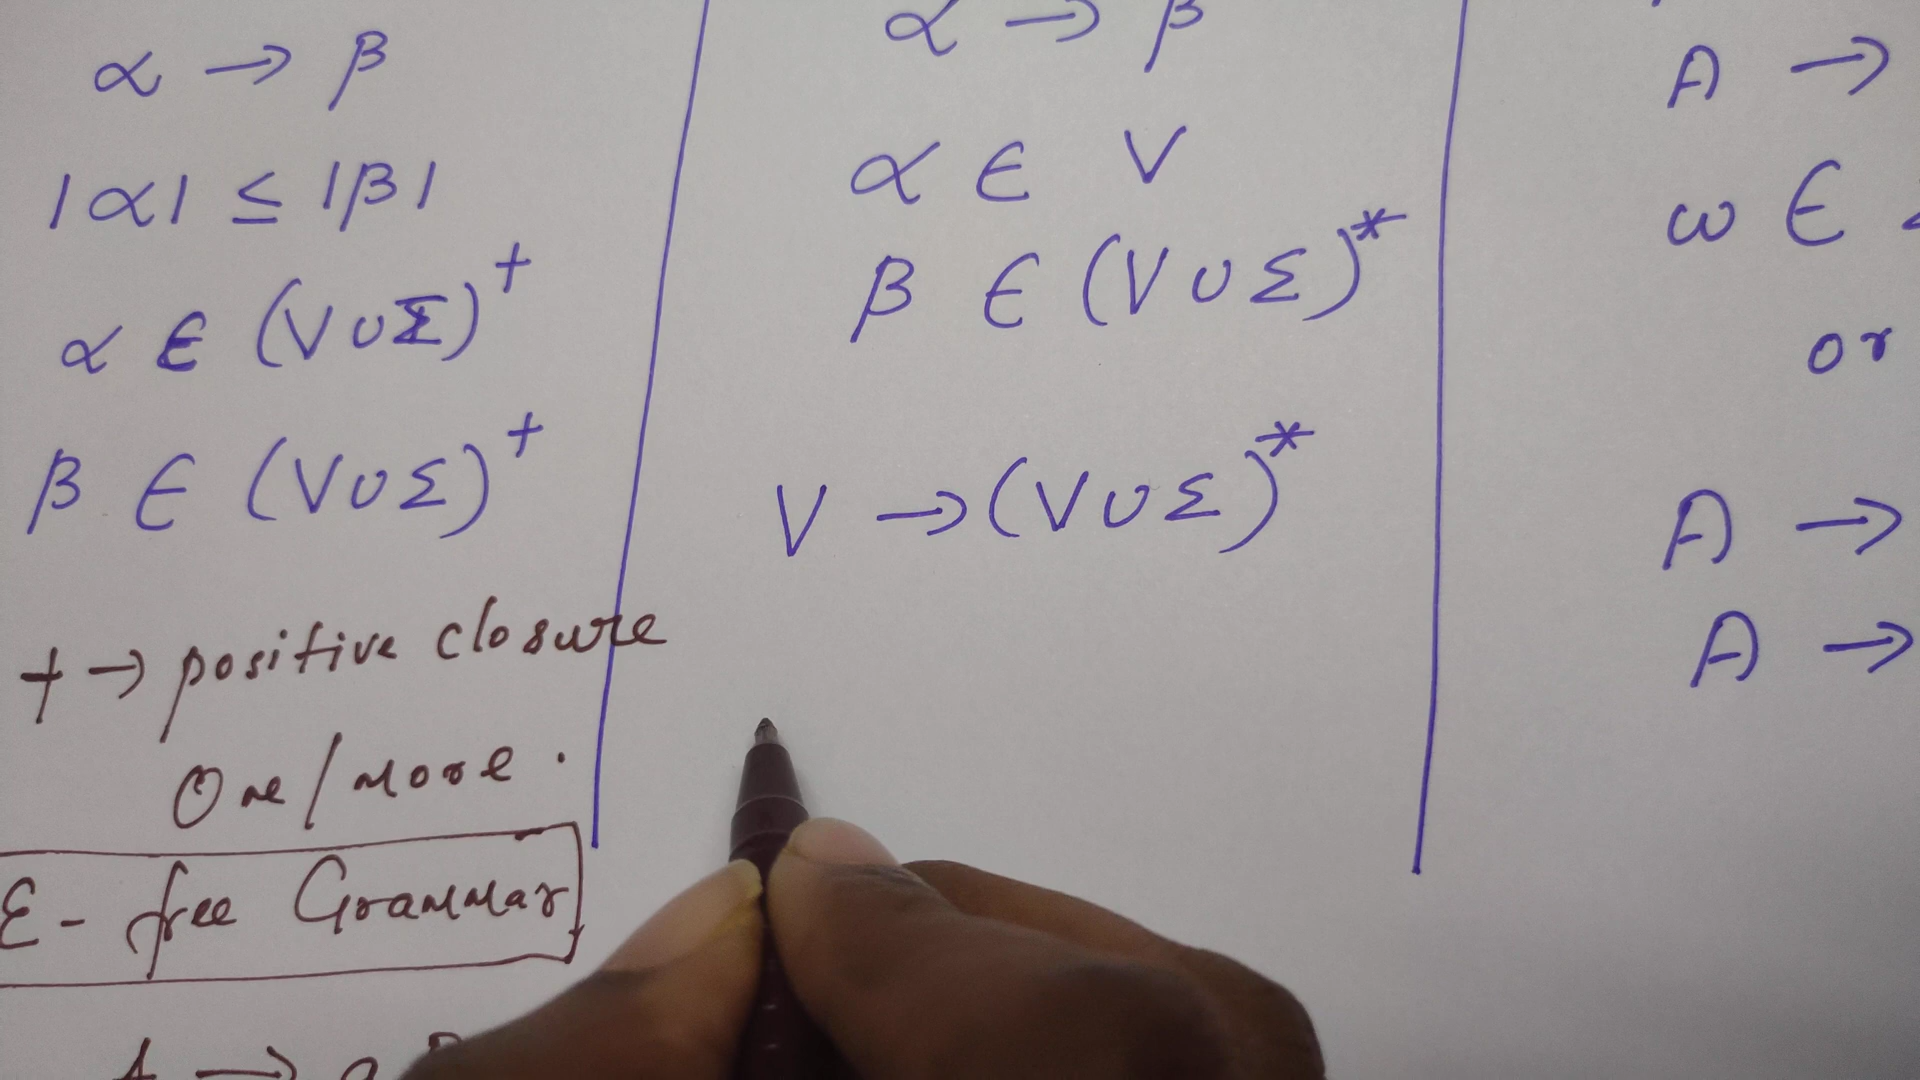 α → β
|α| ≤ |β|
α ∈ (V ∪ Σ)⁺
β ∈ (V ∪ Σ)⁺
+ → positive closure
One / more .
ε - free Grammar
A →
α → β
α ∈ V
β ∈ (V ∪ Σ)*
V → (V ∪ Σ)*
A →
ω ∈
or
A →
A →